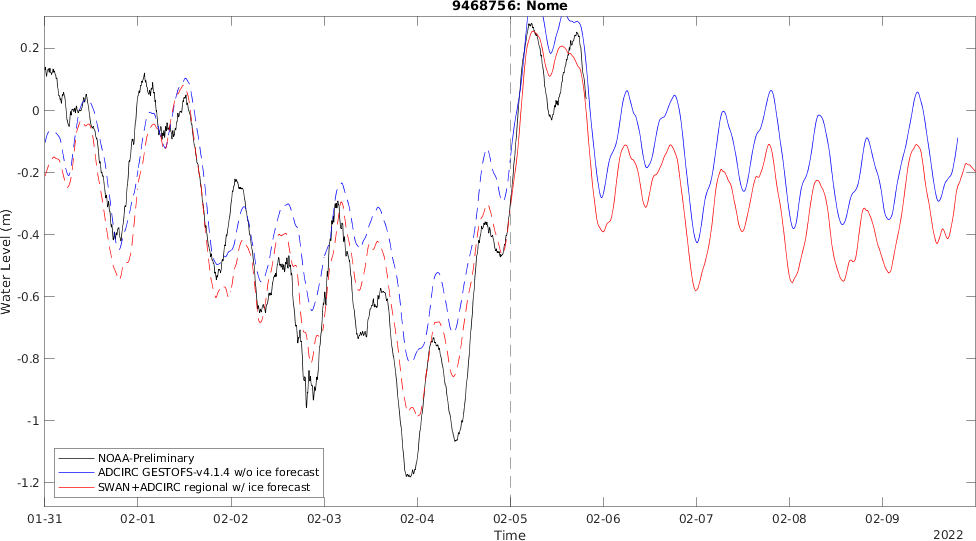 9468756: Nome
0.2
0
-0.2
-0.4
-0.6
-0.8
-1
-1.2
Water Level (m)
NOAA-Preliminary
ADCIRC GESTOFS-v4.1.4 w/o ice forecast
SWAN+ADCIRC regional w/ ice forecast
01-31 02-01 02-02 02-03 02-04 02-05 02-06 02-07 02-08 02-09
Time
2022